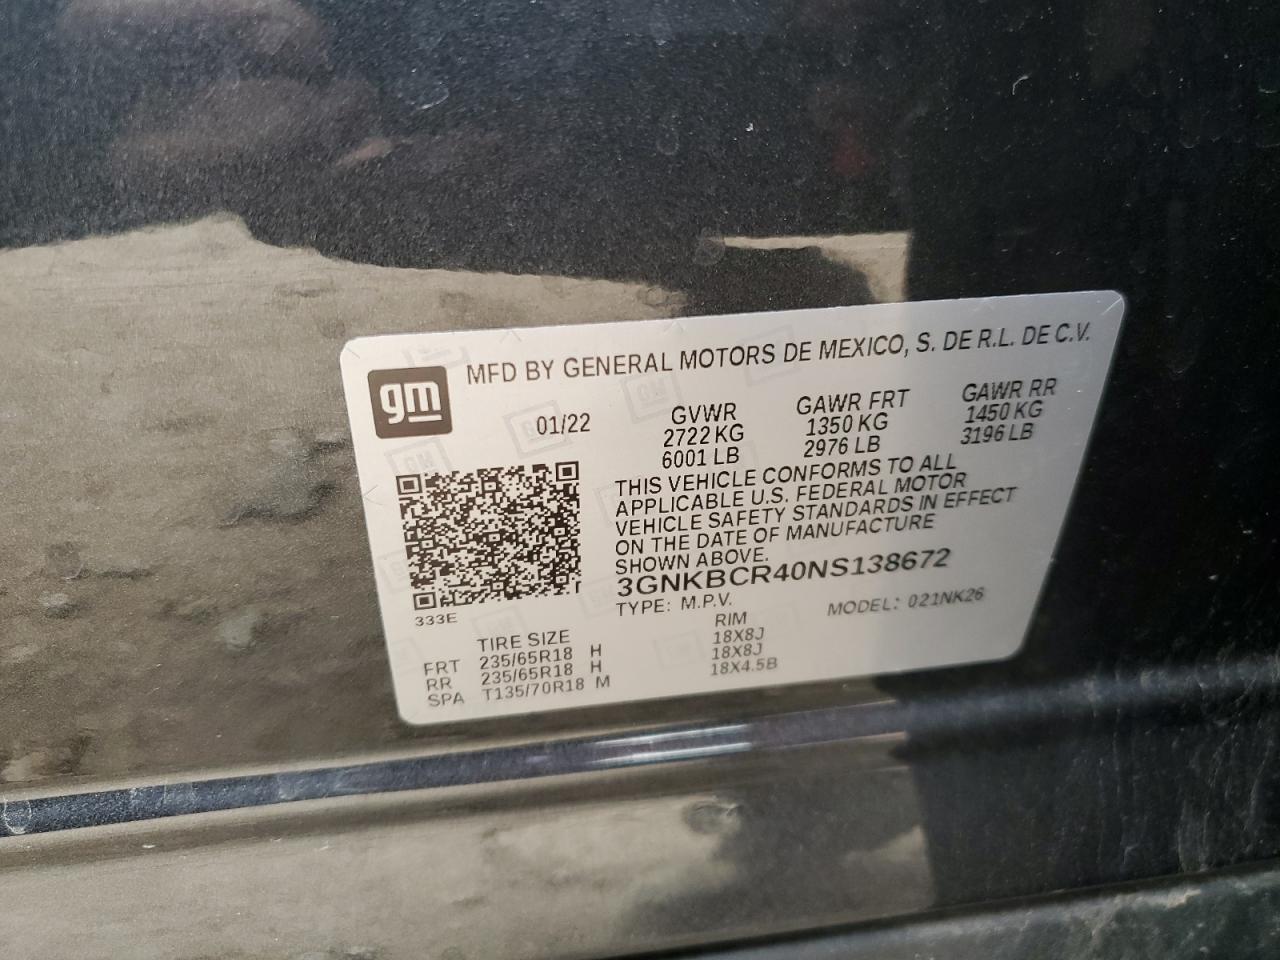 gm
MFD BY GENERAL MOTORS DE MEXICO, S. DE R.L. DE C.V.
01/22
GVWR
2722 KG
6001 LB
GAWR FRT
1350 KG
2976 LB
GAWR RR
1450 KG
3196 LB
THIS VEHICLE CONFORMS TO ALL
APPLICABLE U.S. FEDERAL MOTOR
VEHICLE SAFETY STANDARDS IN EFFECT
ON THE DATE OF MANUFACTURE
SHOWN ABOVE.
3GNKBCR40NS138672
TYPE: M.P.V.
MODEL: 021NK26
333E
TIRE SIZE RIM
FRT 235/65R18 H 18X8J
RR 235/65R18 H 18X8J
SPA T135/70R18 M 18X4.5B